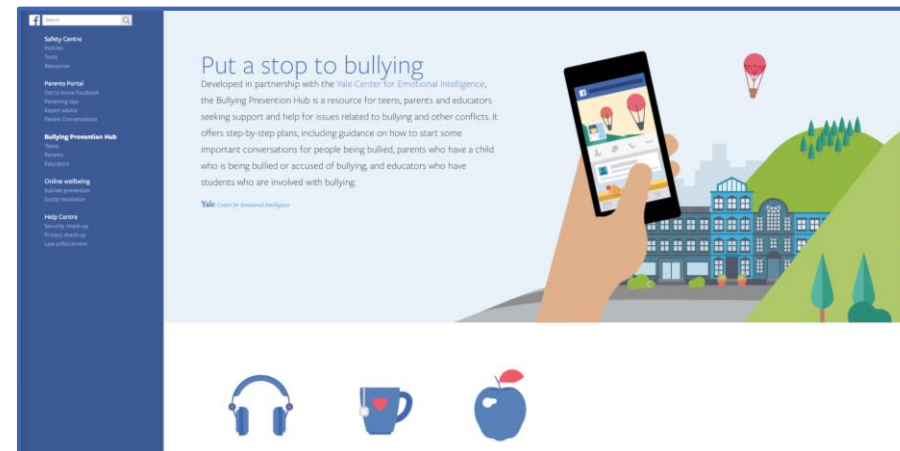 Search
Safety Centre
Policies
Tools
Resources
Parents Portal
Get to know Facebook
Parenting tips
Expert advice
Parent Conversations
Bullying Prevention Hub
Teens
Parents
Educators
Online wellbeing
Suicide prevention
Social resolution
Help Centre
Security check-up
Privacy check-up
Law enforcement
Put a stop to bullying
Developed in partnership with the Yale Center for Emotional Intelligence,
the Bullying Prevention Hub is a resource for teens, parents and educators
seeking support and help for issues related to bullying and other conflicts. It
offers step-by-step plans, including guidance on how to start some
important conversations for people being bullied, parents who have a child
who is being bullied or accused of bullying, and educators who have
students who are involved with bullying.
Yale Center for Emotional Intelligence